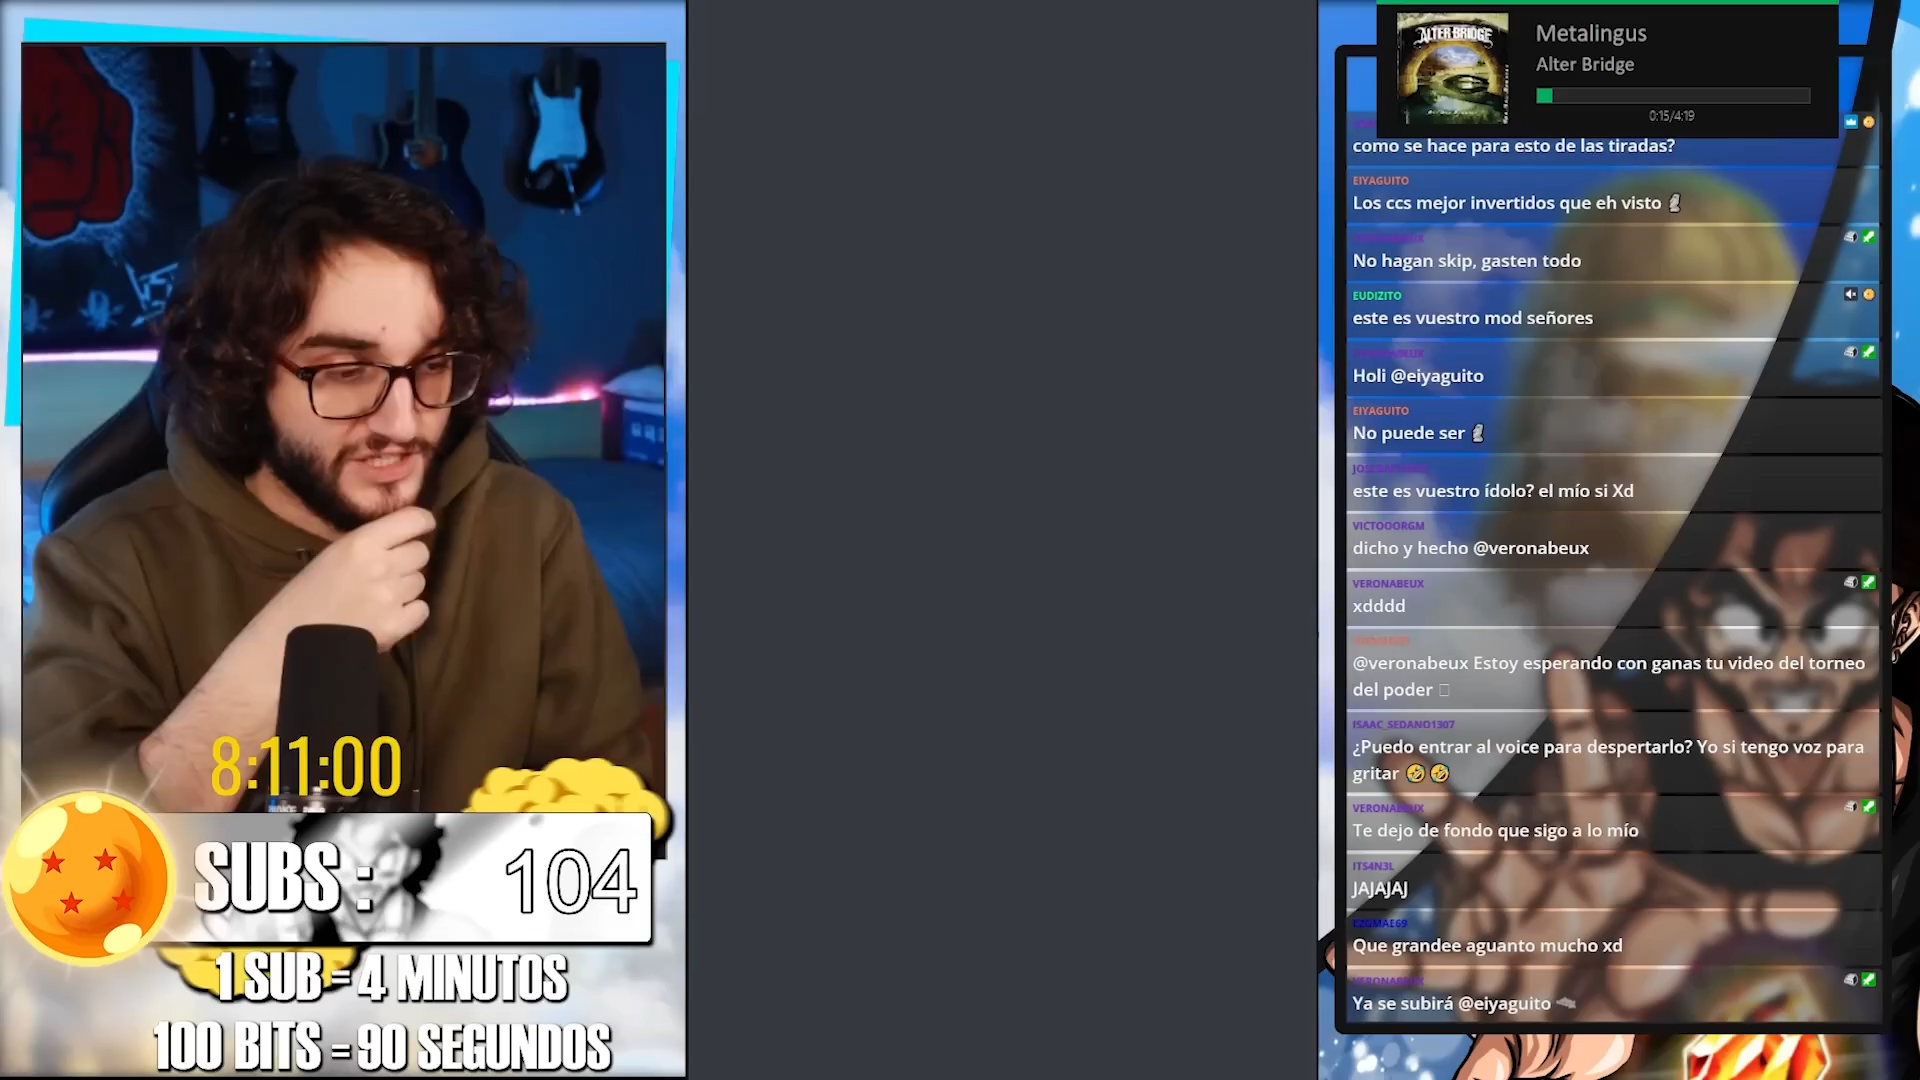 8:11:00
SUBS :
104
1 SUB = 4 MINUTOS
100 BITS = 90 SEGUNDOS
ALTER BRIDGE
Metalingus
Alter Bridge
0:15/4:19
como se hace para esto de las tiradas?
EIYAGUITO
Los ccs mejor invertidos que eh visto
No hagan skip, gasten todo
EUDIZITO
este es vuestro mod señores
Holi @eiyaguito
EIYAGUITO
No puede ser
este es vuestro ídolo? el mío si Xd
VICTOOORGM
dicho y hecho @veronabeux
VERONABEUX
xdddd
@veronabeux Estoy esperando con ganas tu video del torneo
del poder
ISAAC_SEDANO1307
¿Puedo entrar al voice para despertarlo? Yo si tengo voz para
gritar 🤣 🤣
VERONABEUX
Te dejo de fondo que sigo a lo mío
ITS4N3L
JAJAJAJ
Que grandee aguanto mucho xd
VERONABEUX
Ya se subirá @eiyaguito